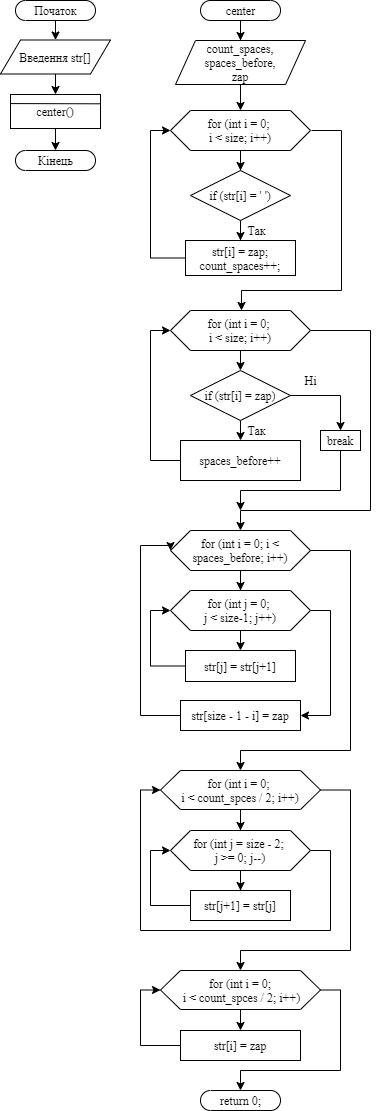 Початок
Введення str[]
center()
Кінець
center
count_spaces,
spaces_before,
zap
for (int i = 0;
i < size; i++)
if (str[i] = ' ')
Так
str[i] = zap;
count_spaces++;
for (int i = 0;
i < size; i++)
if (str[i] = zap)
Ні
Так
break
spaces_before++
for (int i = 0; i <
spaces_before; i++)
for (int j = 0;
j < size-1; j++)
str[j] = str[j+1]
str[size - 1 - i] = zap
for (int i = 0;
i < count_spces / 2; i++)
for (int j = size - 2;
j >= 0; j--)
str[j+1] = str[j]
for (int i = 0;
i < count_spces / 2; i++)
str[i] = zap
return 0;